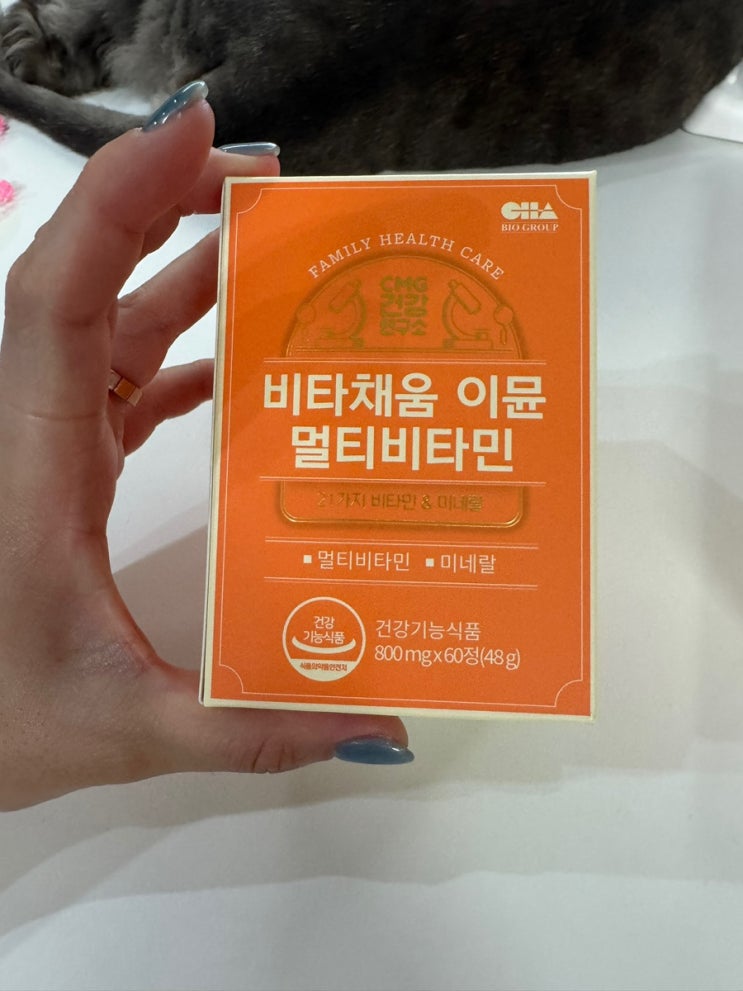 CHA
BIO GROUP
FAMILY HEALTH CARE
CMG
건강
연구소
비타채움 이뮨
멀티비타민
21가지 비타민 & 미네랄
▪ 멀티비타민 ▪ 미네랄
건강
기능식품
식품의약품안전처
건강기능식품
800 mg x 60정(48 g)